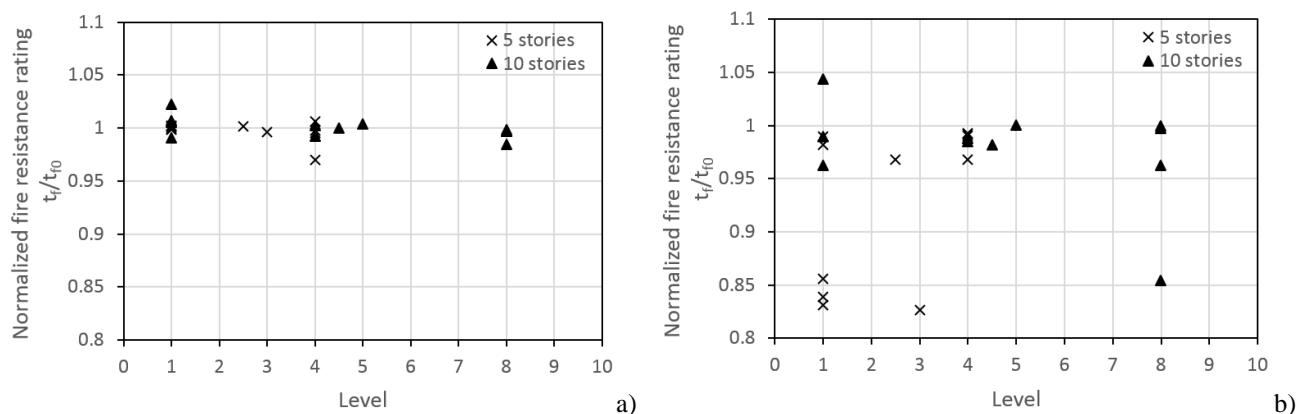 Normalized fire resistance rating
t_f/t_f0
1.1
1.05
1
0.95
0.9
0.85
0.8
0 1 2 3 4 5 6 7 8 9 10
Level
5 stories
10 stories
a)
Normalized fire resistance rating
t_f/t_f0
1.1
1.05
1
0.95
0.9
0.85
0.8
0 1 2 3 4 5 6 7 8 9 10
Level
5 stories
10 stories
b)